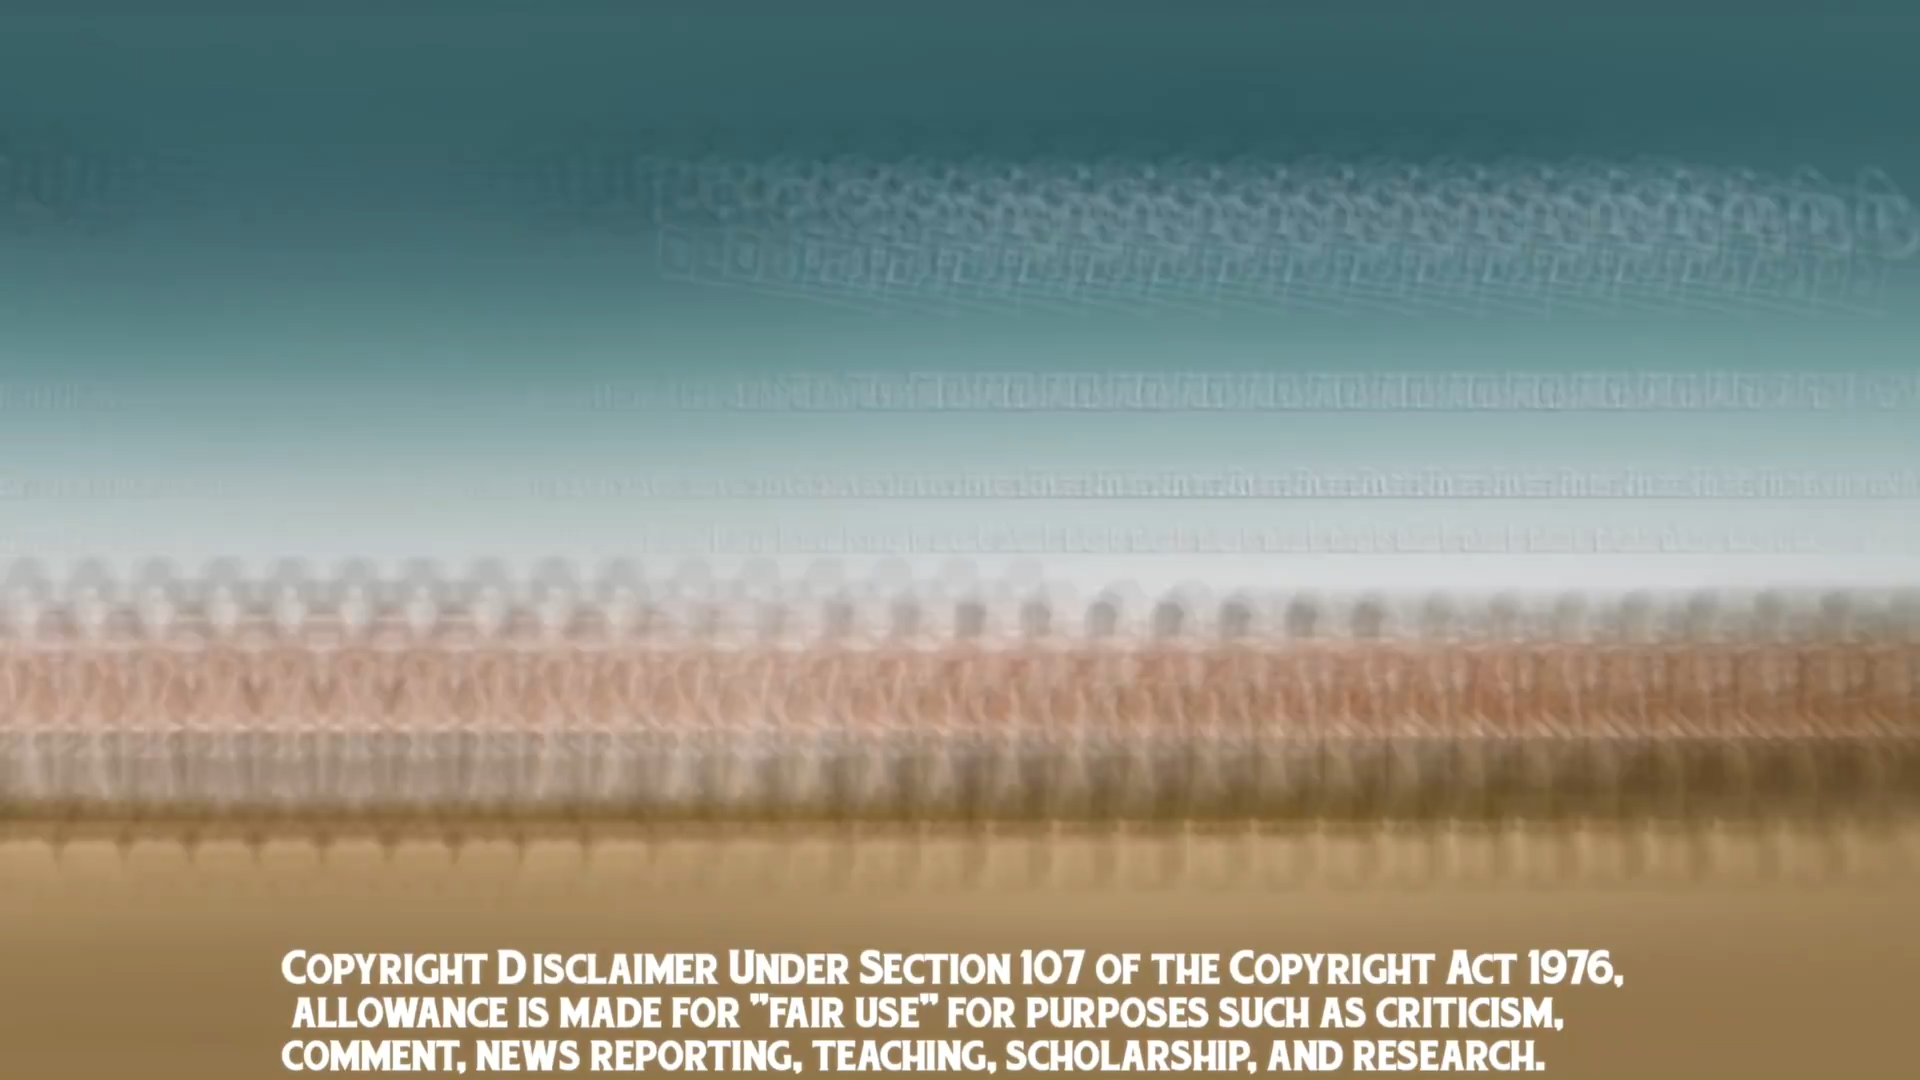 Copyright Disclaimer Under Section 107 of the Copyright Act 1976,
allowance is made for "fair use" for purposes such as criticism,
comment, news reporting, teaching, scholarship, and research.